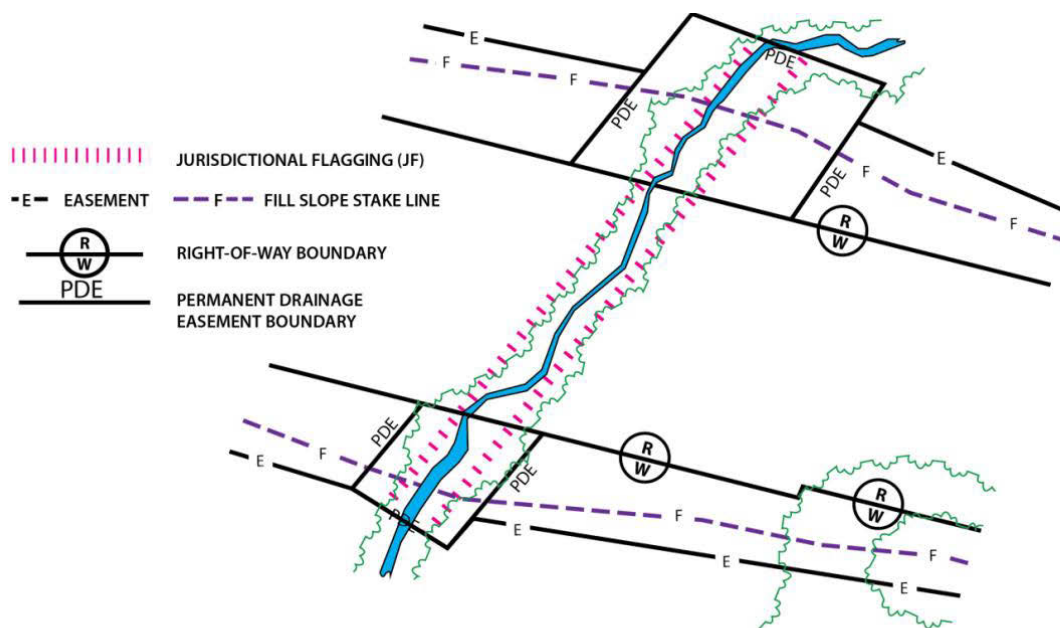 E
F
PDE
PDE
F
E
JURISDICTIONAL FLAGGING (JF)
E EASEMENT
F FILL SLOPE STAKE LINE
PDE
F
R
W
R
W
RIGHT-OF-WAY BOUNDARY
PDE
PERMANENT DRAINAGE
EASEMENT BOUNDARY
PDE
F
E
R
W
PDE
R
W
PDE
F
E
F
E
E